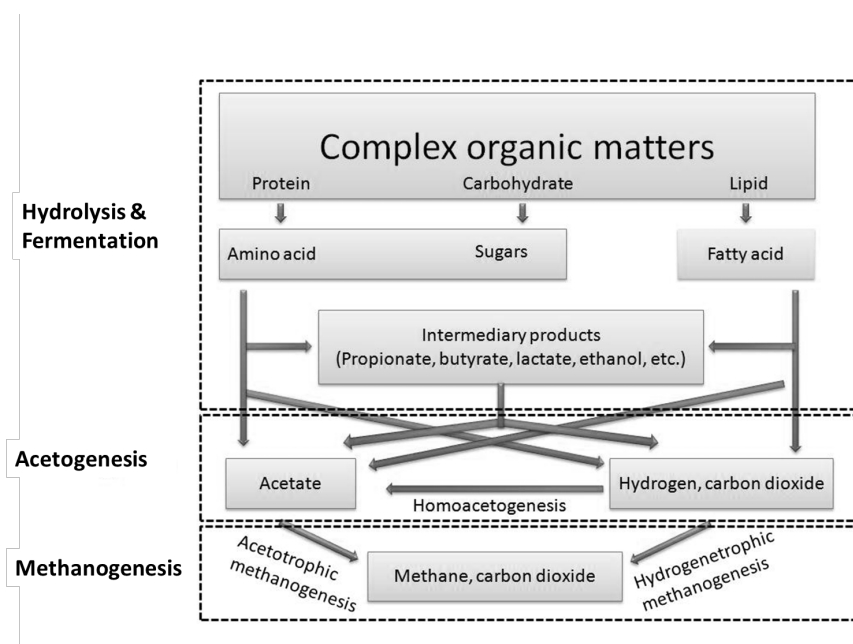 Complex organic matters
Protein
Carbohydrate
Lipid
Hydrolysis &
Fermentation
Amino acid
Sugars
Fatty acid
Intermediary products
(Propionate, butyrate, lactate, ethanol, etc.)
Acetogenesis
Acetate
Hydrogen, carbon dioxide
Homoacetogenesis
Methanogenesis
Acetotrophic
methanogenesis
Methane, carbon dioxide
Hydrogenetrophic
methanogenesis